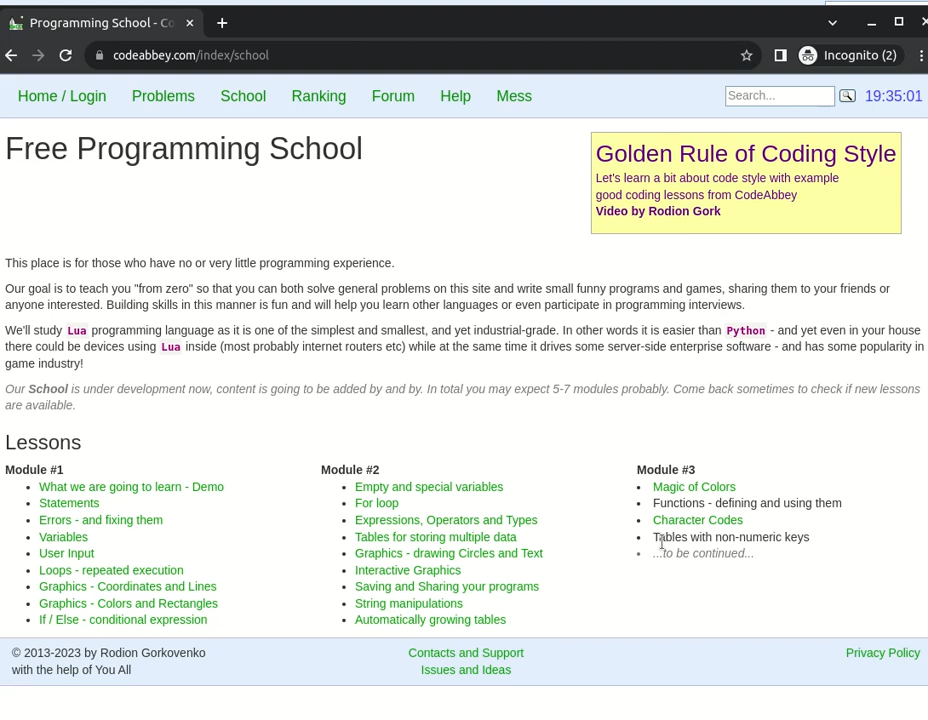 Programming School - Co
codeabbey.com/index/school
Incognito (2)
Home / Login Problems School Ranking Forum Help Mess
Search...
19:35:01
Free Programming School
Golden Rule of Coding Style
Let's learn a bit about code style with example
good coding lessons from CodeAbbey
Video by Rodion Gork
This place is for those who have no or very little programming experience.
Our goal is to teach you "from zero" so that you can both solve general problems on this site and write small funny programs and games, sharing them to your friends or
anyone interested. Building skills in this manner is fun and will help you learn other languages or even participate in programming interviews.
We'll study Lua programming language as it is one of the simplest and smallest, and yet industrial-grade. In other words it is easier than Python - and yet even in your house
there could be devices using Lua inside (most probably internet routers etc) while at the same time it drives some server-side enterprise software - and has some popularity in
game industry!
Our School is under development now, content is going to be added by and by. In total you may expect 5-7 modules probably. Come back sometimes to check if new lessons
are available.
Lessons
Module #1
What we are going to learn - Demo
Statements
Errors - and fixing them
Variables
User Input
Loops - repeated execution
Graphics - Coordinates and Lines
Graphics - Colors and Rectangles
If / Else - conditional expression
Module #2
Empty and special variables
For loop
Expressions, Operators and Types
Tables for storing multiple data
Graphics - drawing Circles and Text
Interactive Graphics
Saving and Sharing your programs
String manipulations
Automatically growing tables
Module #3
Magic of Colors
Functions - defining and using them
Character Codes
Tables with non-numeric keys
...to be continued...
© 2013-2023 by Rodion Gorkovenko
with the help of You All
Contacts and Support
Issues and Ideas
Privacy Policy